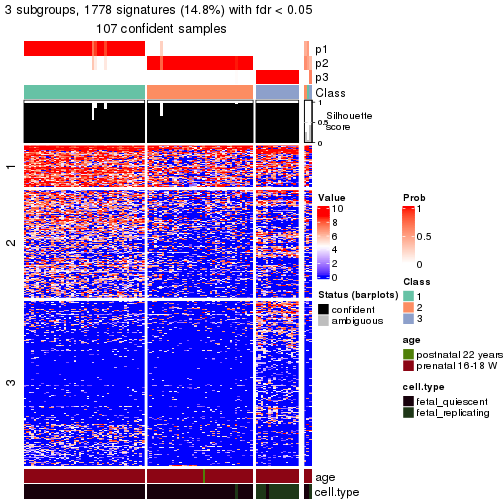 3 subgroups, 1778 signatures (14.8%) with fdr < 0.05
107 confident samples
p1
p2
p3
Class
1
0.5
0
Silhouette
score
1
2
3
Value
10
8
6
4
2
0
Status (barplots)
confident
ambiguous
Prob
1
0.5
0
Class
1
2
3
age
postnatal 22 years
prenatal 16-18 W
cell.type
fetal_quiescent
fetal_replicating
age
cell.type